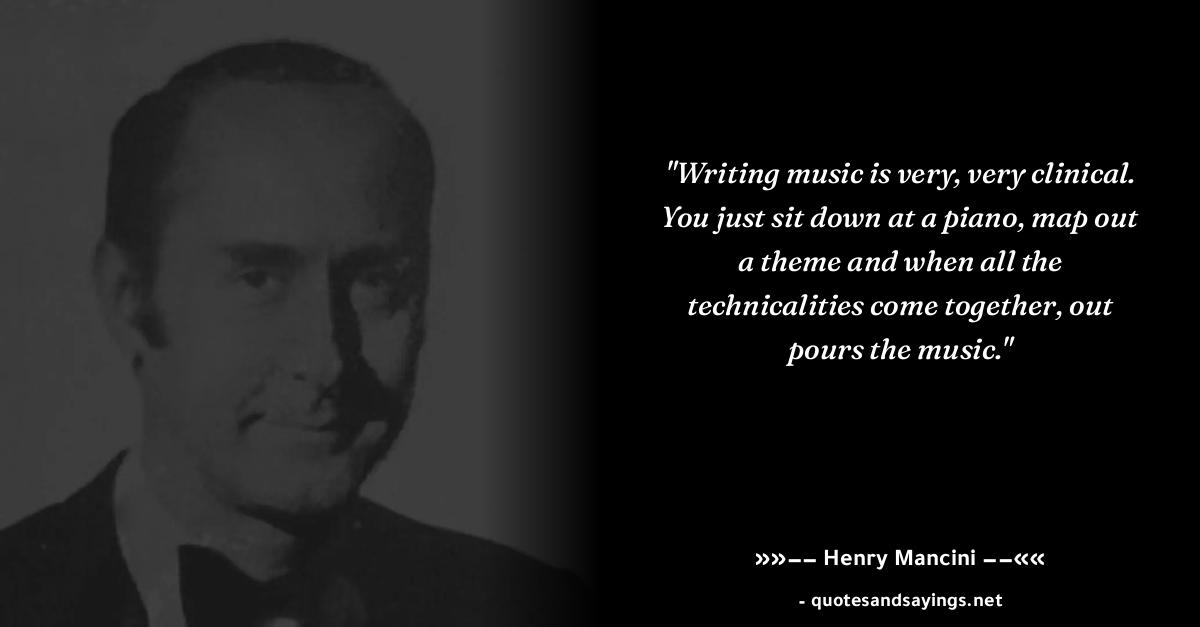 "Writing music is very, very clinical.
You just sit down at a piano, map out
a theme and when all the
technicalities come together, out
pours the music."
»»−− Henry Mancini −−««
- quotesandsayings.net